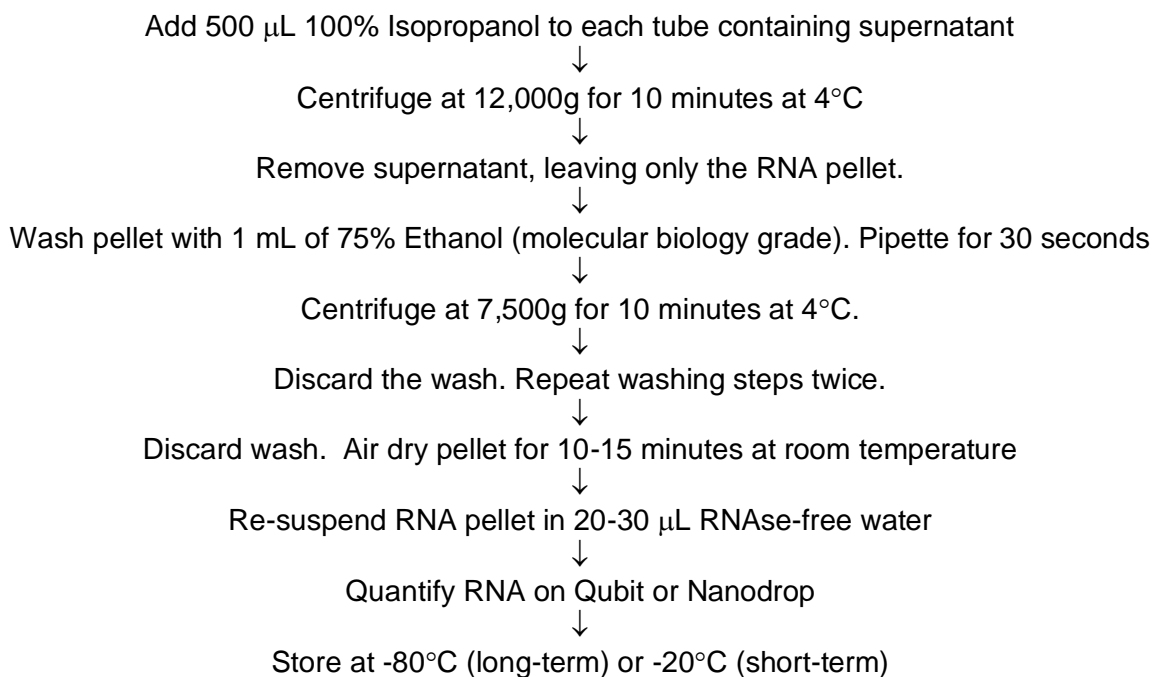 Add 500 μL 100% Isopropanol to each tube containing supernatant
↓
Centrifuge at 12,000g for 10 minutes at 4°C
↓
Remove supernatant, leaving only the RNA pellet.
↓
Wash pellet with 1 mL of 75% Ethanol (molecular biology grade). Pipette for 30 seconds
↓
Centrifuge at 7,500g for 10 minutes at 4°C.
↓
Discard the wash. Repeat washing steps twice.
↓
Discard wash.  Air dry pellet for 10-15 minutes at room temperature
↓
Re-suspend RNA pellet in 20-30 μL RNAse-free water
↓
Quantify RNA on Qubit or Nanodrop
↓
Store at -80°C (long-term) or -20°C (short-term)